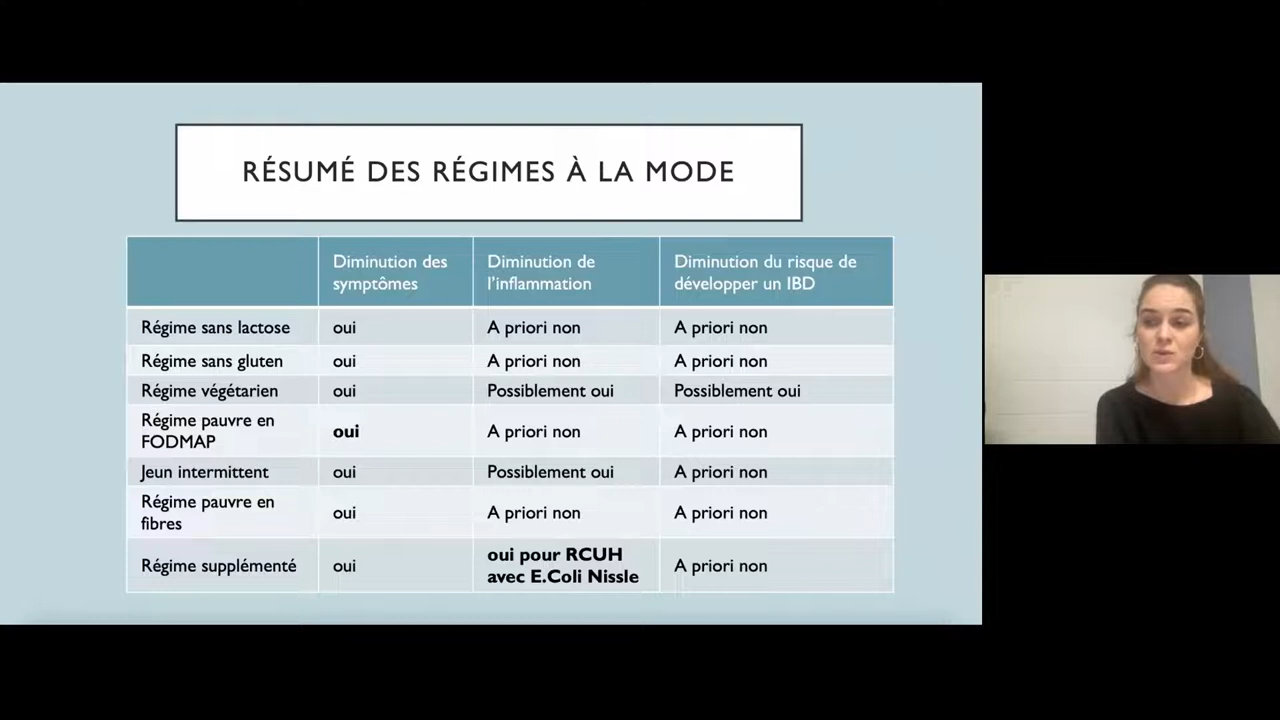 RÉSUMÉ DES RÉGIMES À LA MODE
Diminution des symptômes
Diminution de l'inflammation
Diminution du risque de développer un IBD
Régime sans lactose
oui
A priori non
A priori non
Régime sans gluten
oui
A priori non
A priori non
Régime végétarien
oui
Possiblement oui
Possiblement oui
Régime pauvre en
FODMAP
oui
A priori non
A priori non
Jeun intermittent
oui
Possiblement oui
A priori non
Régime pauvre en
fibres
oui
A priori non
A priori non
Régime supplémenté
oui
oui pour RCUH
avec E.Coli Nissle
A priori non